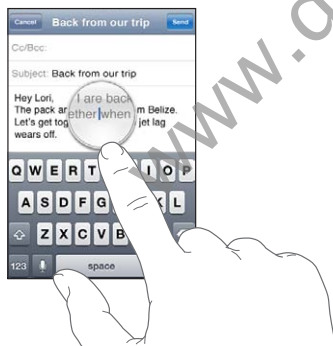 Cancel Back from our trip Send
Cc/Bcc:
Subject: Back from our trip
Hey Lori,
The pack ar I are back m Belize.
Let's get tog ether when jet lag
wears off.
Q W E R T I O P
A S D F G K L
Z X C V B
123 space
www.